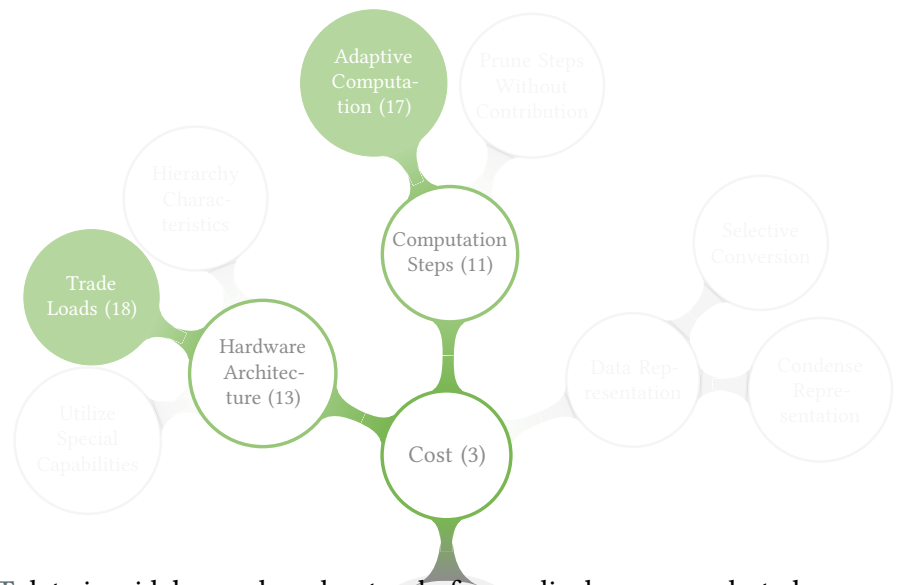 Adaptive
Computa-
tion (17)
Prune Steps
Without
Contribution
Hierarchy
Charac-
teristics
Computation
Steps (11)
Selective
Conversion
Trade
Loads (18)
Hardware
Architec-
ture (13)
Data Rep-
resentation
Condense
Repre-
sentation
Utilize
Special
Capabilities
Cost (3)